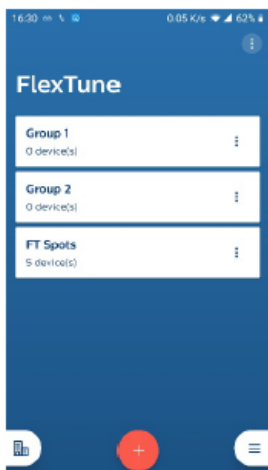 16:30
0.05 K/s 62%
FlexTune
Group 1
0 device(s)
Group 2
0 device(s)
FT Spots
5 device(s)